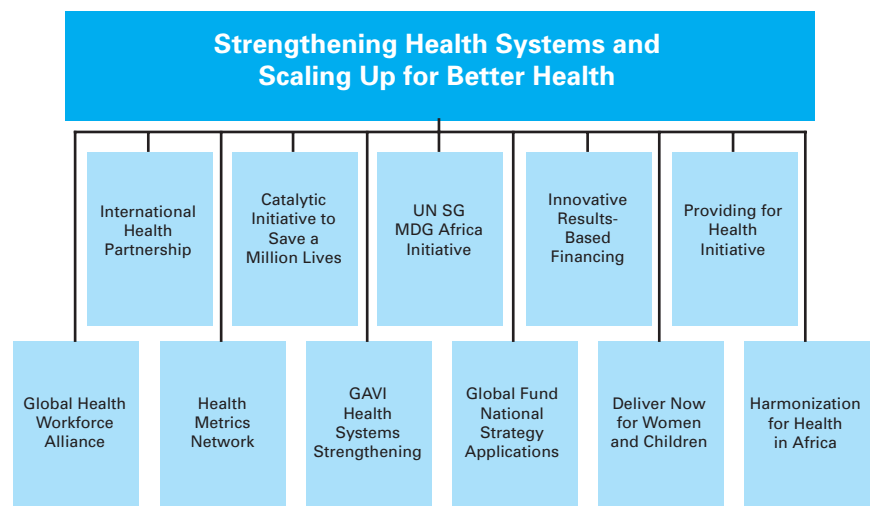 Strengthening Health Systems and
Scaling Up for Better Health
International
Health
Partnership
Catalytic
Initiative to
Save a
Million Lives
UN SG
MDG Africa
Initiative
Innovative
Results-
Based
Financing
Providing for
Health
Initiative
Global Health
Workforce
Alliance
Health
Metrics
Network
GAVI
Health
Systems
Strengthening
Global Fund
National
Strategy
Applications
Deliver Now
for Women
and Children
Harmonization
for Health
in Africa